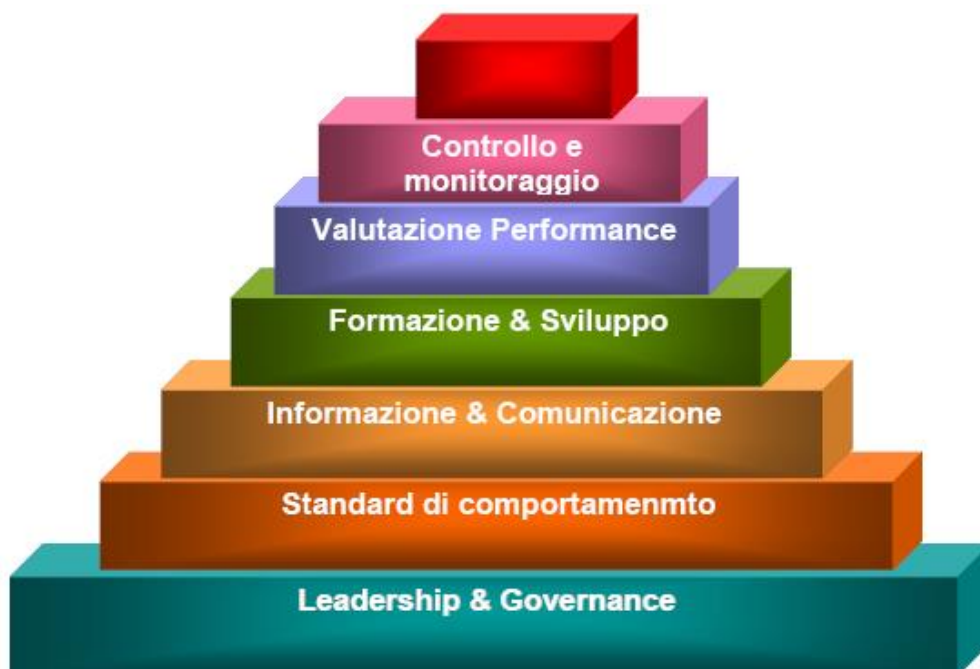 Controllo e
monitoraggio
Valutazione Performance
Formazione & Sviluppo
Informazione & Comunicazione
Standard di comportamenmto
Leadership & Governance